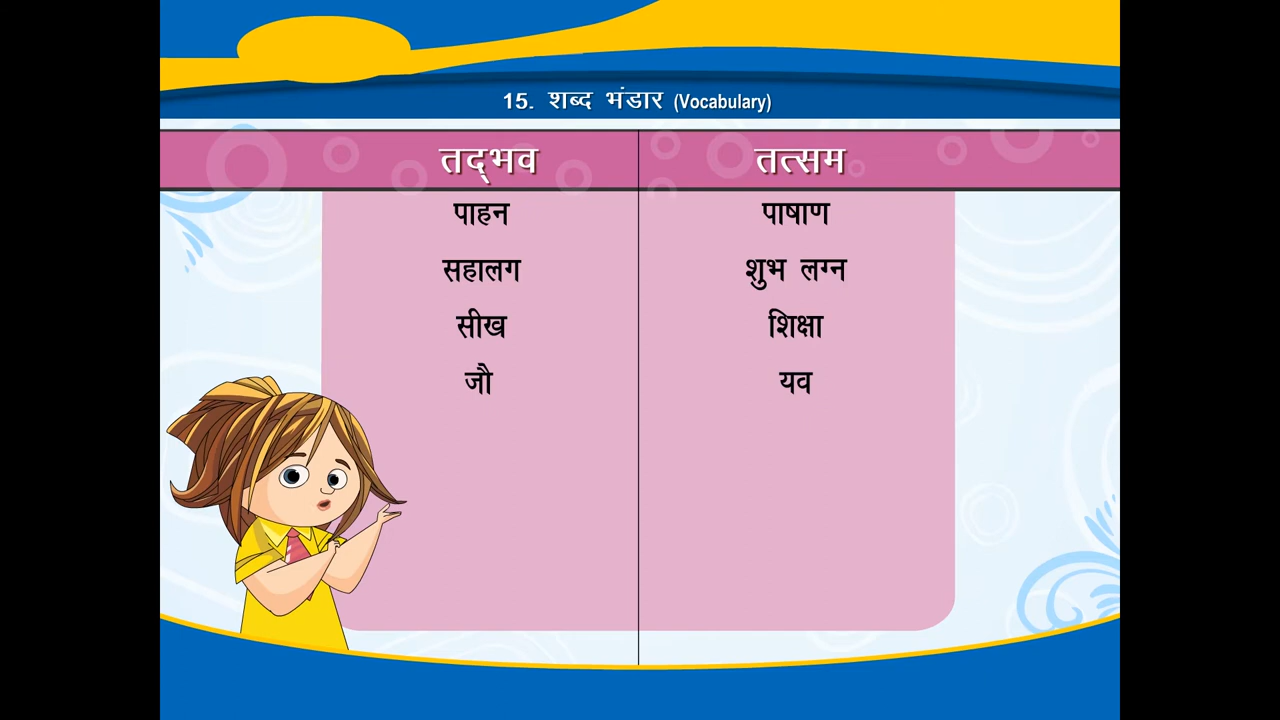 15. शब्द भंडार (Vocabulary)
तद्भव तत्सम
पाहन पाषाण
सहालग शुभ लग्न
सीख शिक्षा
जौ यव